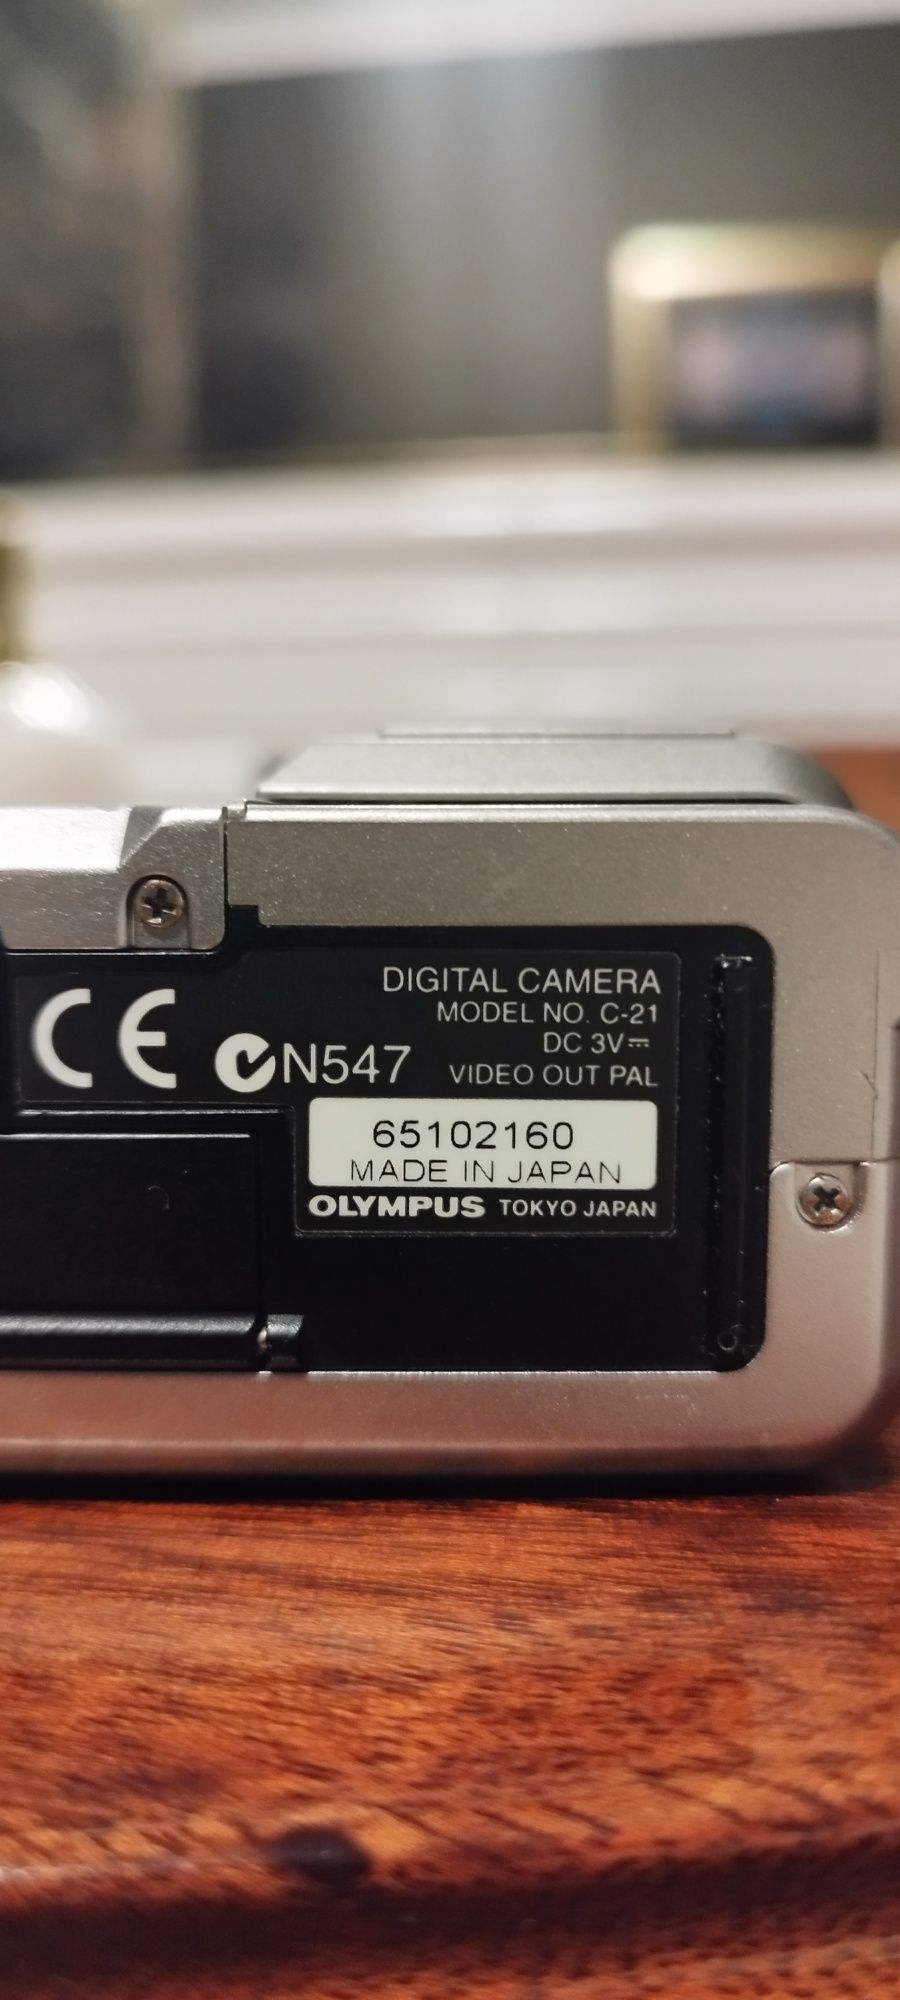 DIGITAL CAMERA
MODEL NO. C-21
DC 3V⎓
CE N547 VIDEO OUT PAL
65102160
MADE IN JAPAN
OLYMPUS TOKYO JAPAN